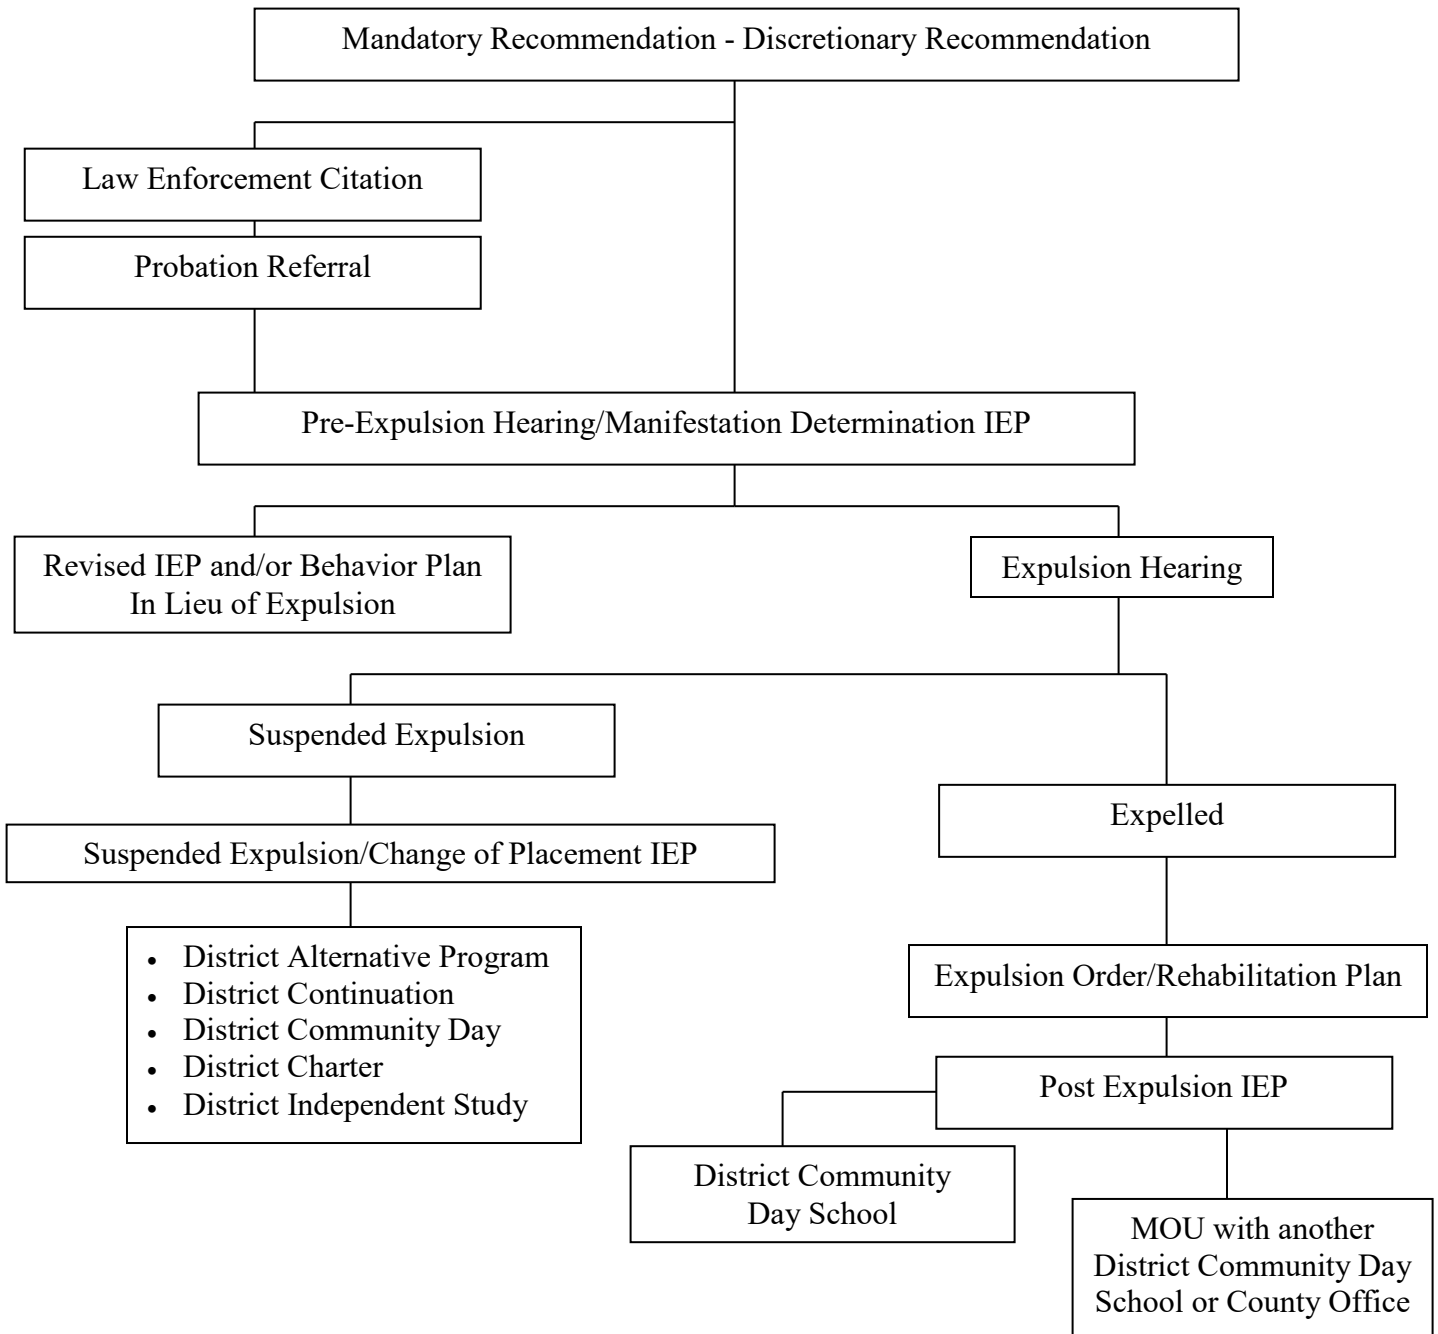 Mandatory Recommendation - Discretionary Recommendation
Law Enforcement Citation
Probation Referral
Pre-Expulsion Hearing/Manifestation Determination IEP
Revised IEP and/or Behavior Plan
In Lieu of Expulsion
Expulsion Hearing
Suspended Expulsion
Expelled
Suspended Expulsion/Change of Placement IEP
• District Alternative Program
• District Continuation
• District Community Day
• District Charter
• District Independent Study
Expulsion Order/Rehabilitation Plan
Post Expulsion IEP
District Community
Day School
MOU with another
District Community Day
School or County Office